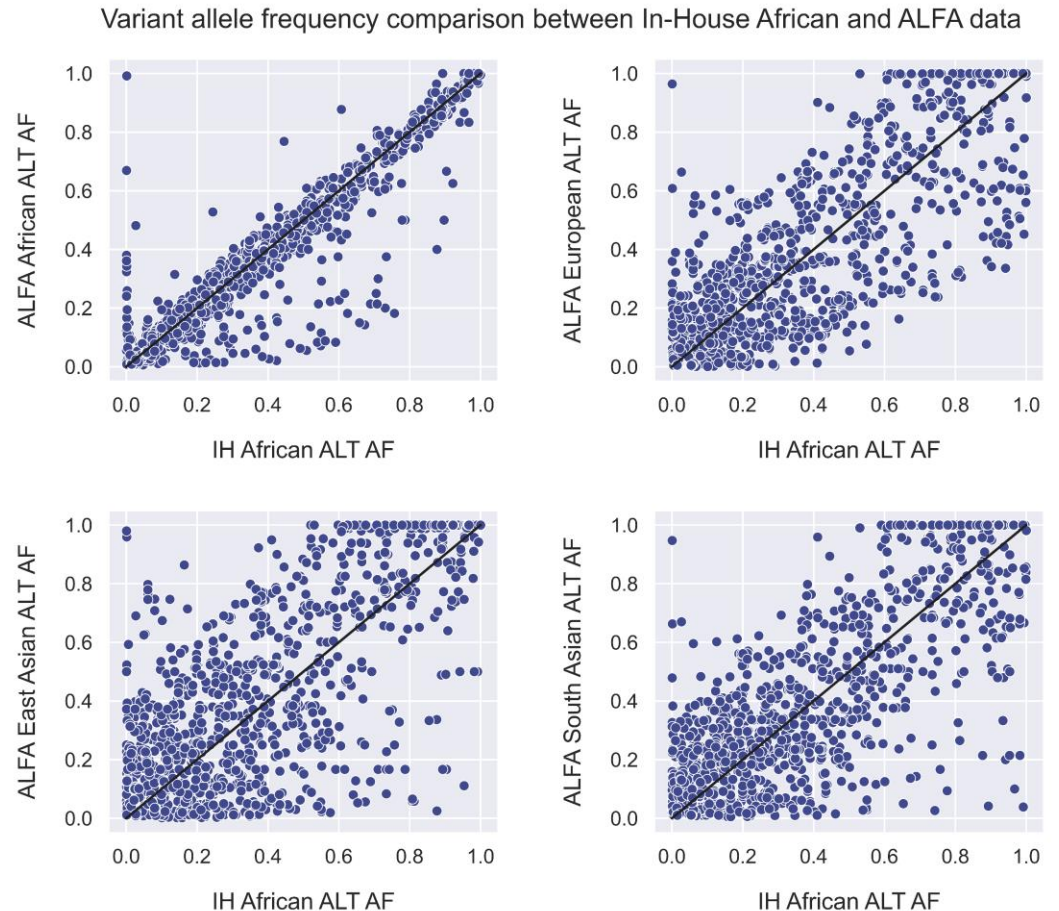 Variant allele frequency comparison between In-House African and ALFA data
ALFA African ALT AF
1.0
0.8
0.6
0.4
0.2
0.0
0.0 0.2 0.4 0.6 0.8 1.0
IH African ALT AF
ALFA European ALT AF
1.0
0.8
0.6
0.4
0.2
0.0
0.0 0.2 0.4 0.6 0.8 1.0
IH African ALT AF
ALFA East Asian ALT AF
1.0
0.8
0.6
0.4
0.2
0.0
0.0 0.2 0.4 0.6 0.8 1.0
IH African ALT AF
ALFA South Asian ALT AF
1.0
0.8
0.6
0.4
0.2
0.0
0.0 0.2 0.4 0.6 0.8 1.0
IH African ALT AF